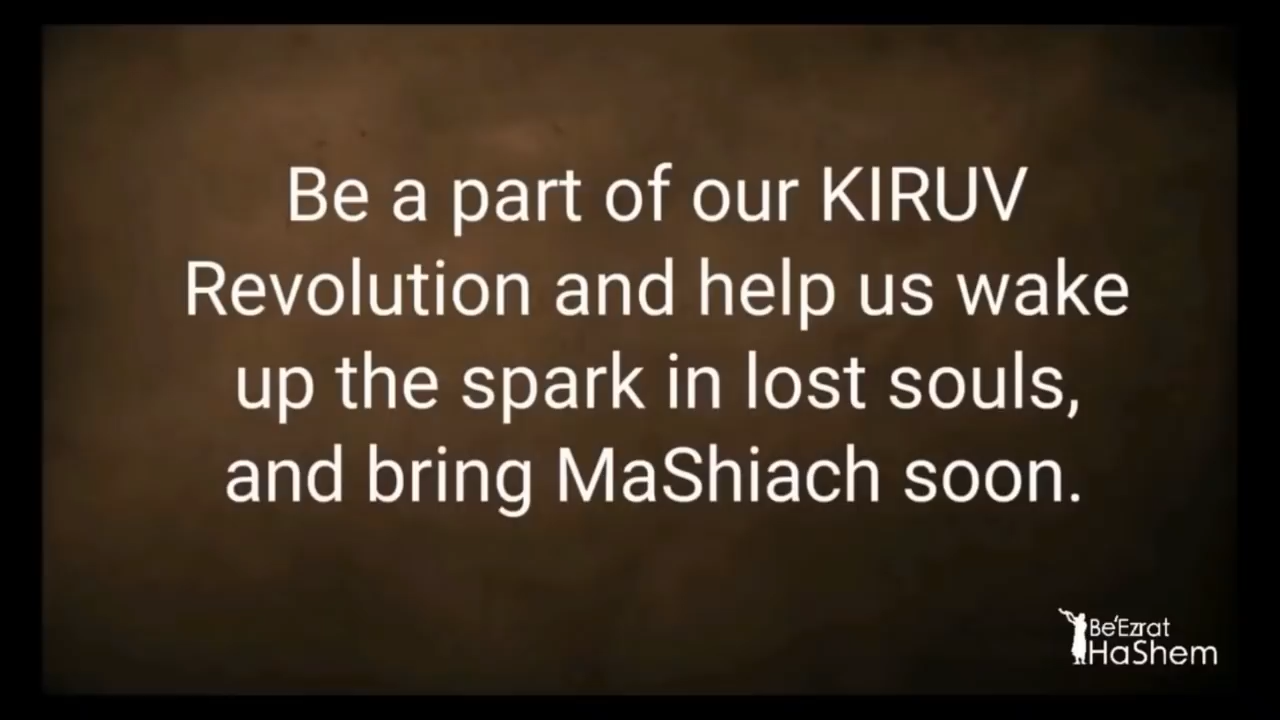 Be a part of our KIRUV
Revolution and help us wake
up the spark in lost souls,
and bring MaShiach soon.
Be'Ezrat
HaShem